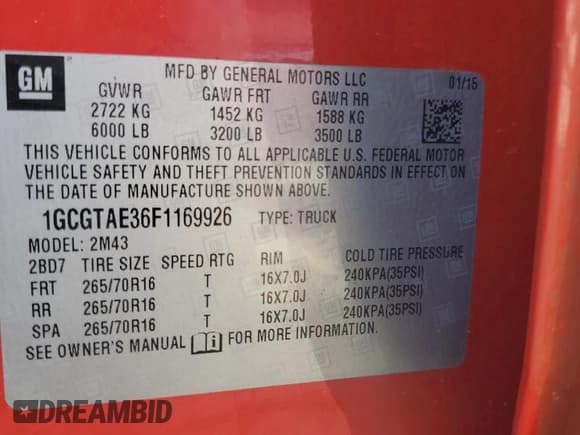 GM
MFD BY GENERAL MOTORS LLC
01/15
GVWR GAWR FRT GAWR RR
2722 KG 1452 KG 1588 KG
6000 LB 3200 LB 3500 LB
THIS VEHICLE CONFORMS TO ALL APPLICABLE U.S. FEDERAL MOTOR
VEHICLE SAFETY AND THEFT PREVENTION STANDARDS IN EFFECT ON
THE DATE OF MANUFACTURE SHOWN ABOVE.
1GCGTAE36F1169926 TYPE: TRUCK
MODEL: 2M43
2BD7 TIRE SIZE SPEED RTG RIM COLD TIRE PRESSURE
FRT 265/70R16 T 16X7.0J 240KPA(35PSI)
RR 265/70R16 T 16X7.0J 240KPA(35PSI)
SPA 265/70R16 T 16X7.0J 240KPA(35PSI)
SEE OWNER'S MANUAL FOR MORE INFORMATION.
DREAMBID